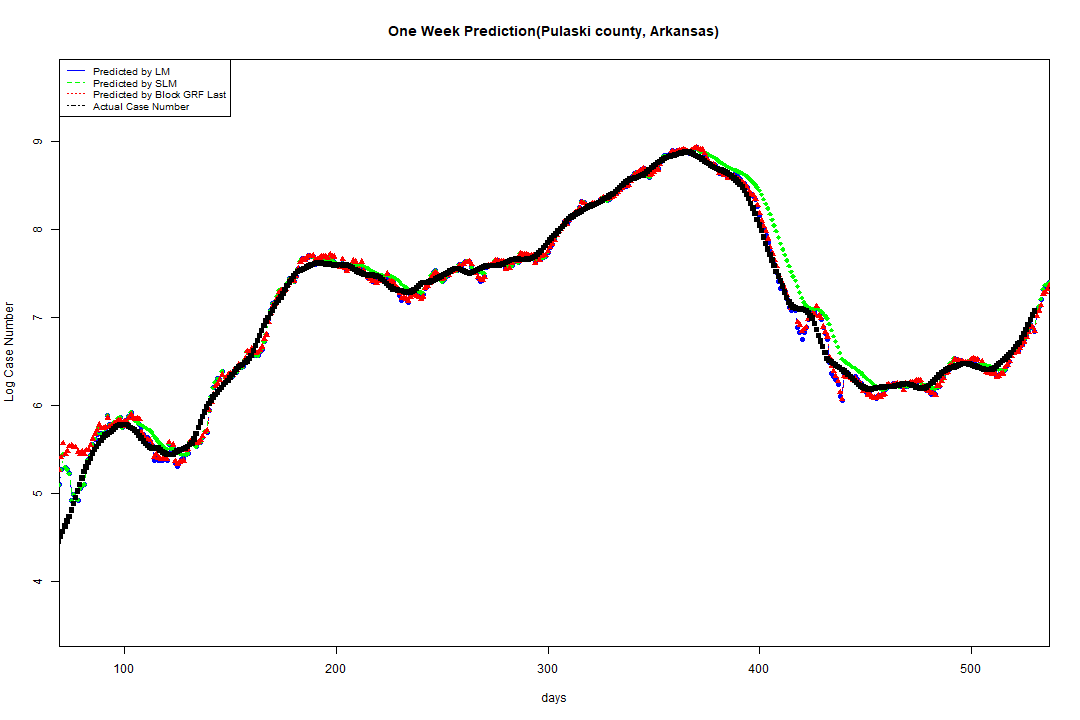 One Week Prediction(Pulaski county, Arkansas)
Predicted by LM
Predicted by SLM
Predicted by Block GRF Last
Actual Case Number
9
8
7
6
5
4
Log Case Number
100 200 300 400 500
days